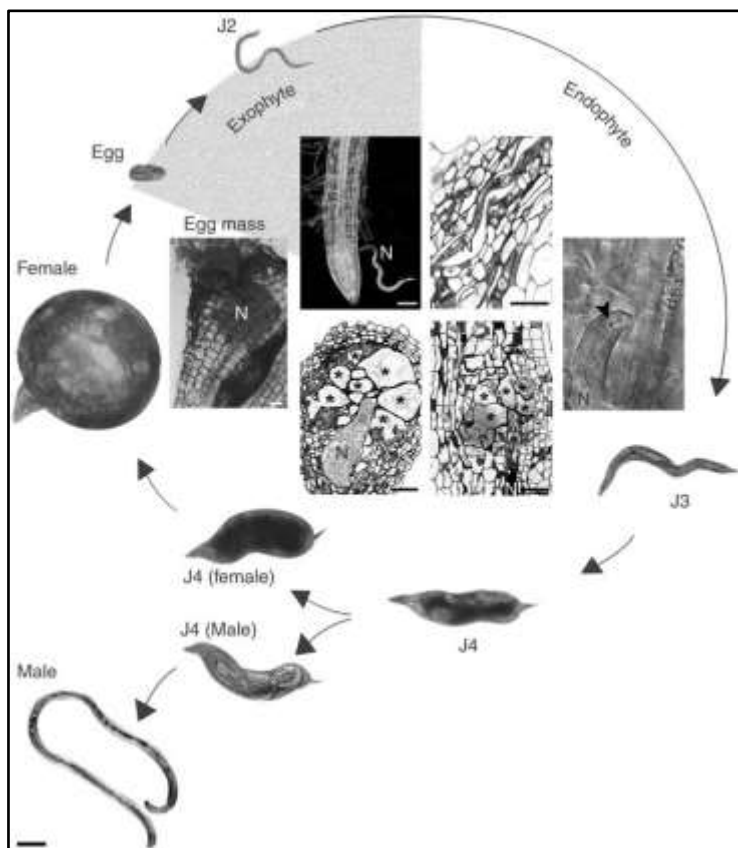 J2
Exophyte
Endophyte
Egg
Egg mass
Female
N
N
N
N
N
J3
J4 (female)
J4 (Male)
J4
Male